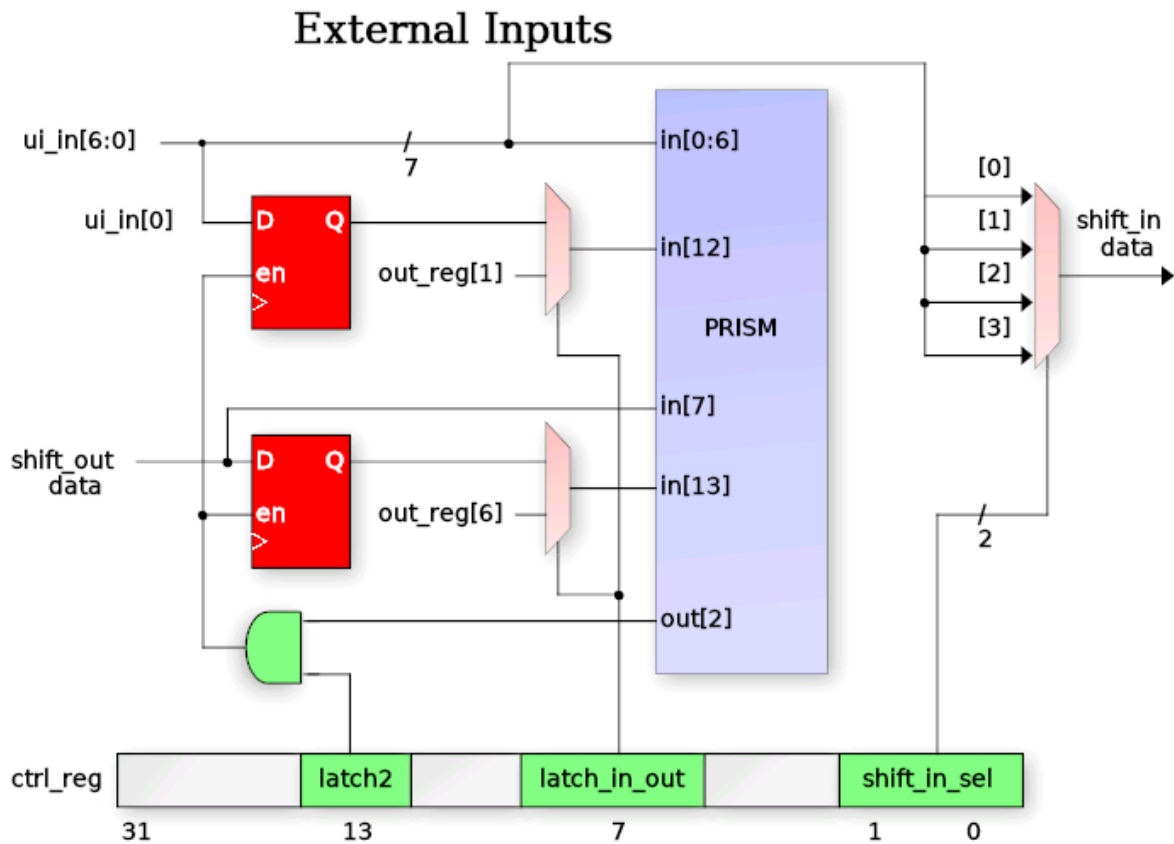 External Inputs
ui_in[6:0]
7
in[0:6]
[0]
ui_in[0]
D
Q
[1]
shift_in
data
en
out_reg[1]
in[12]
[2]
PRISM
[3]
in[7]
shift_out
data
D
Q
in[13]
en
out_reg[6]
2
out[2]
ctrl_reg
latch2
latch_in_out
shift_in_sel
31
13
7
1
0